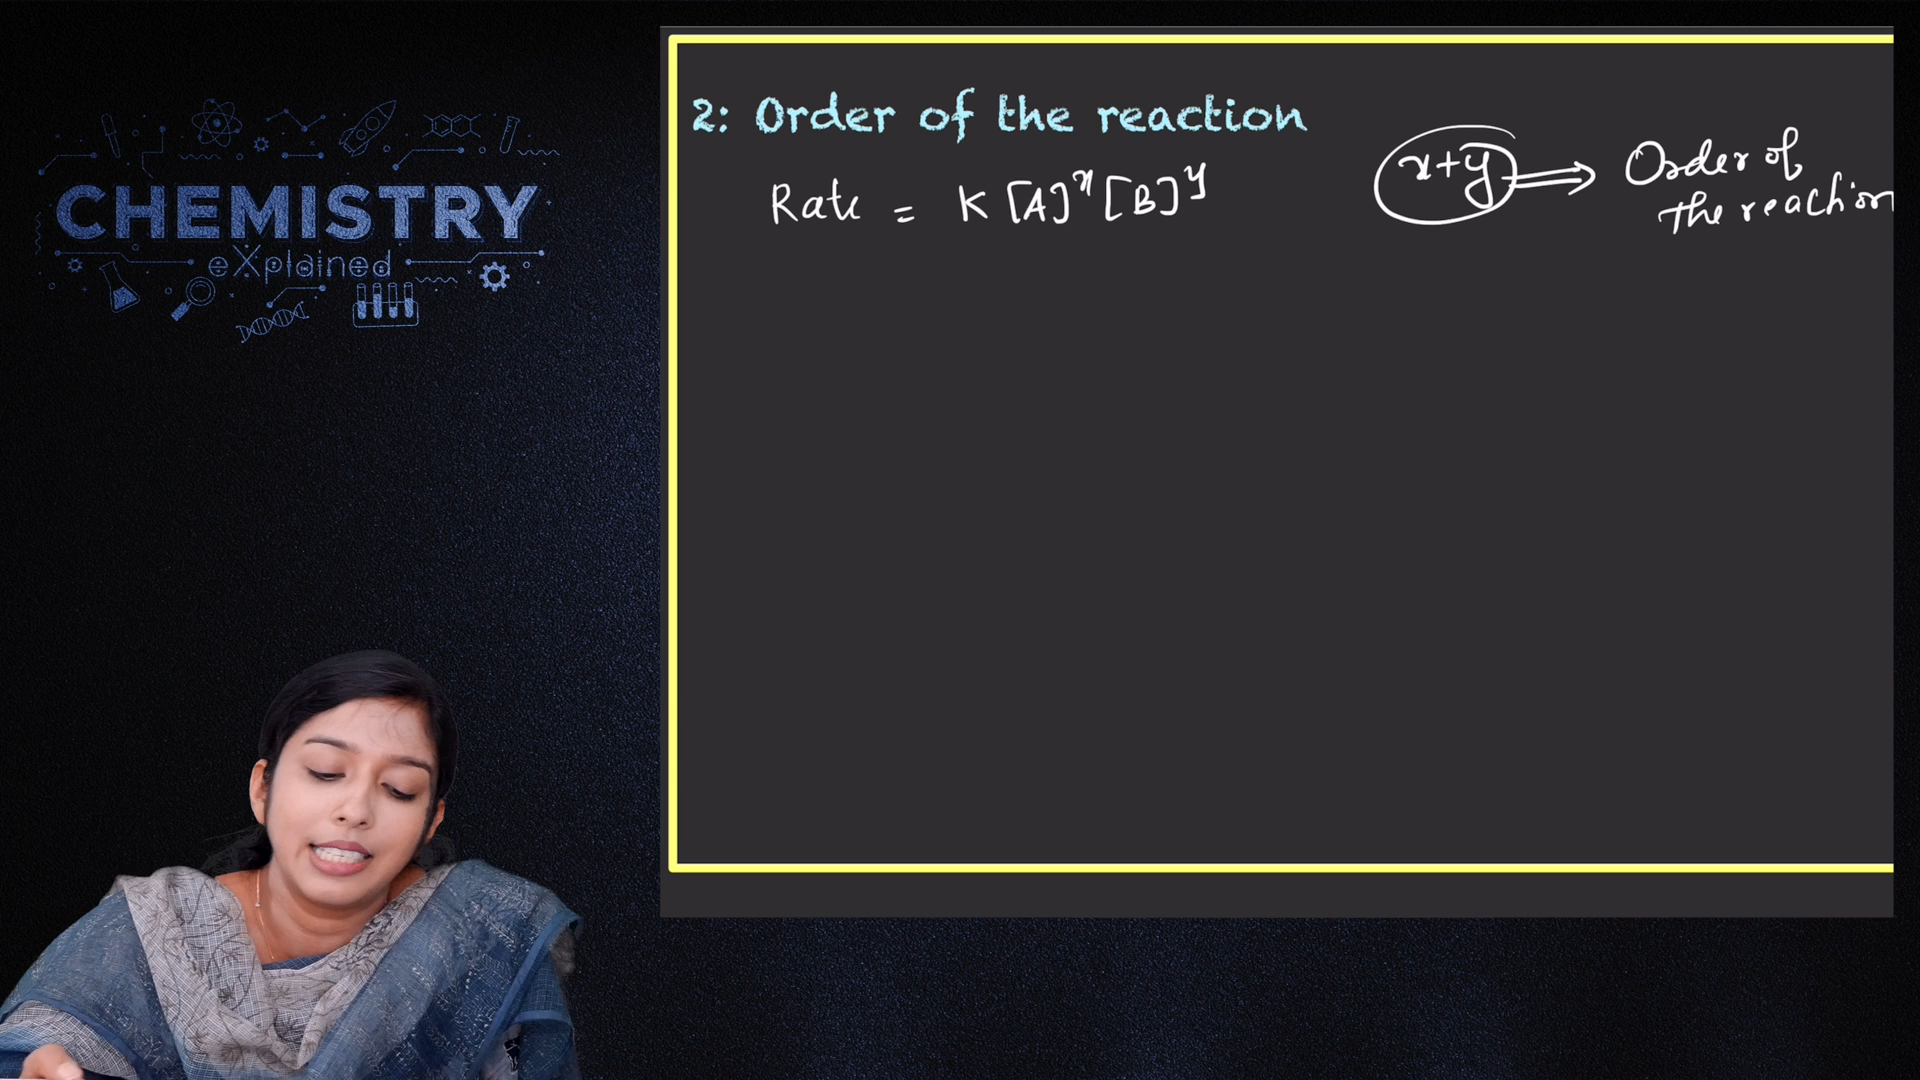 CHEMISTRY
eXplained
2: Order of the reaction
Rate = K [A]ˣ [B]ʸ
x+y ⇒ Order of
the reaction